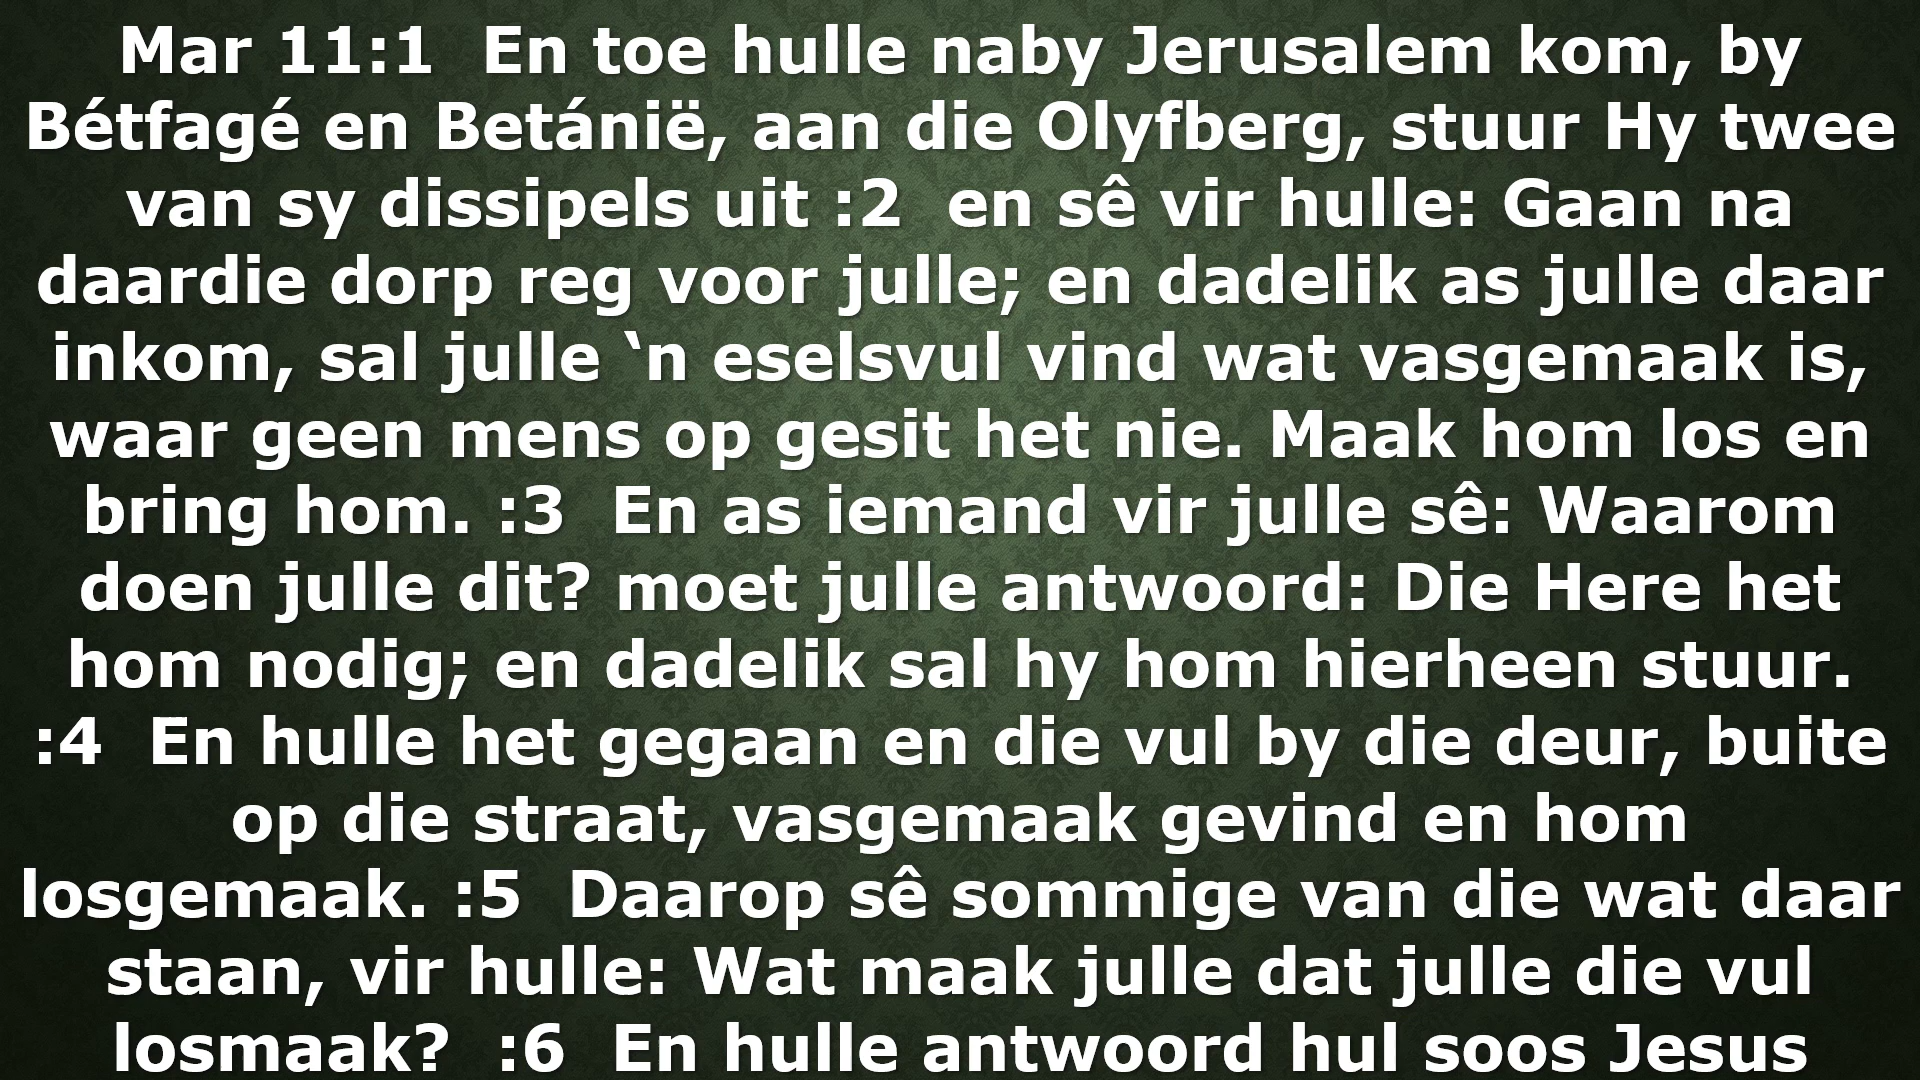 Mar 11:1  En toe hulle naby Jerusalem kom, by
Bétfagé en Betánië, aan die Olyfberg, stuur Hy twee
van sy dissipels uit :2  en sê vir hulle: Gaan na
daardie dorp reg voor julle; en dadelik as julle daar
inkom, sal julle ‛n eselsvul vind wat vasgemaak is,
waar geen mens op gesit het nie. Maak hom los en
bring hom. :3  En as iemand vir julle sê: Waarom
doen julle dit? moet julle antwoord: Die Here het
hom nodig; en dadelik sal hy hom hierheen stuur.
:4  En hulle het gegaan en die vul by die deur, buite
op die straat, vasgemaak gevind en hom
losgemaak. :5  Daarop sê sommige van die wat daar
staan, vir hulle: Wat maak julle dat julle die vul
losmaak?  :6  En hulle antwoord hul soos Jesus